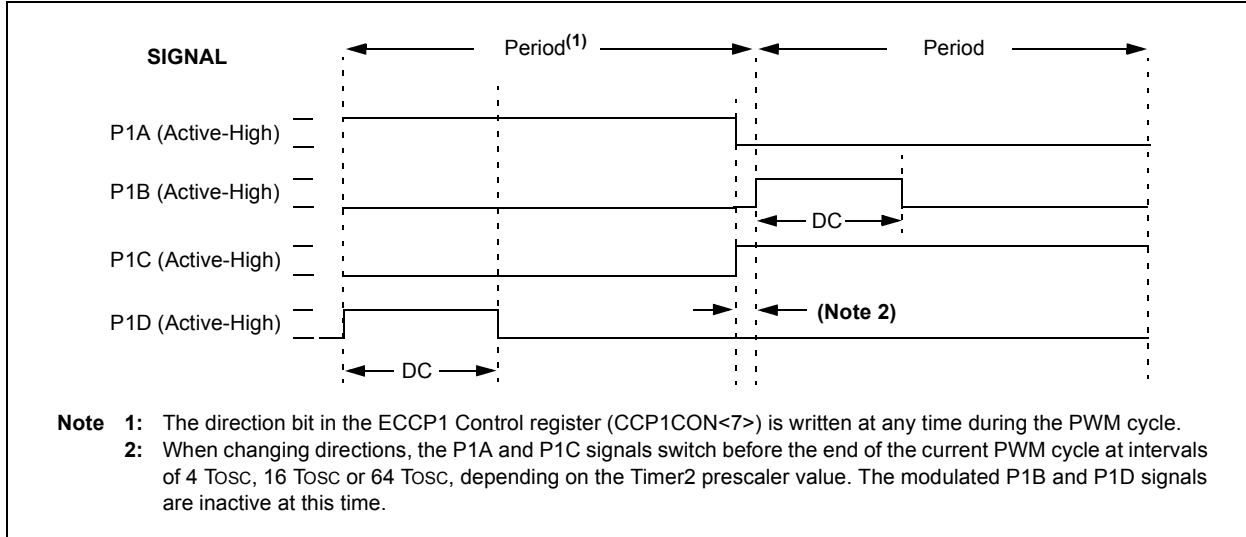 SIGNAL
Period(1)
Period
P1A (Active-High)
P1B (Active-High)
DC
P1C (Active-High)
P1D (Active-High)
(Note 2)
DC
Note 1: The direction bit in the ECCP1 Control register (CCP1CON<7>) is written at any time during the PWM cycle.
2: When changing directions, the P1A and P1C signals switch before the end of the current PWM cycle at intervals
of 4 TOSC, 16 TOSC or 64 TOSC, depending on the Timer2 prescaler value. The modulated P1B and P1D signals
are inactive at this time.